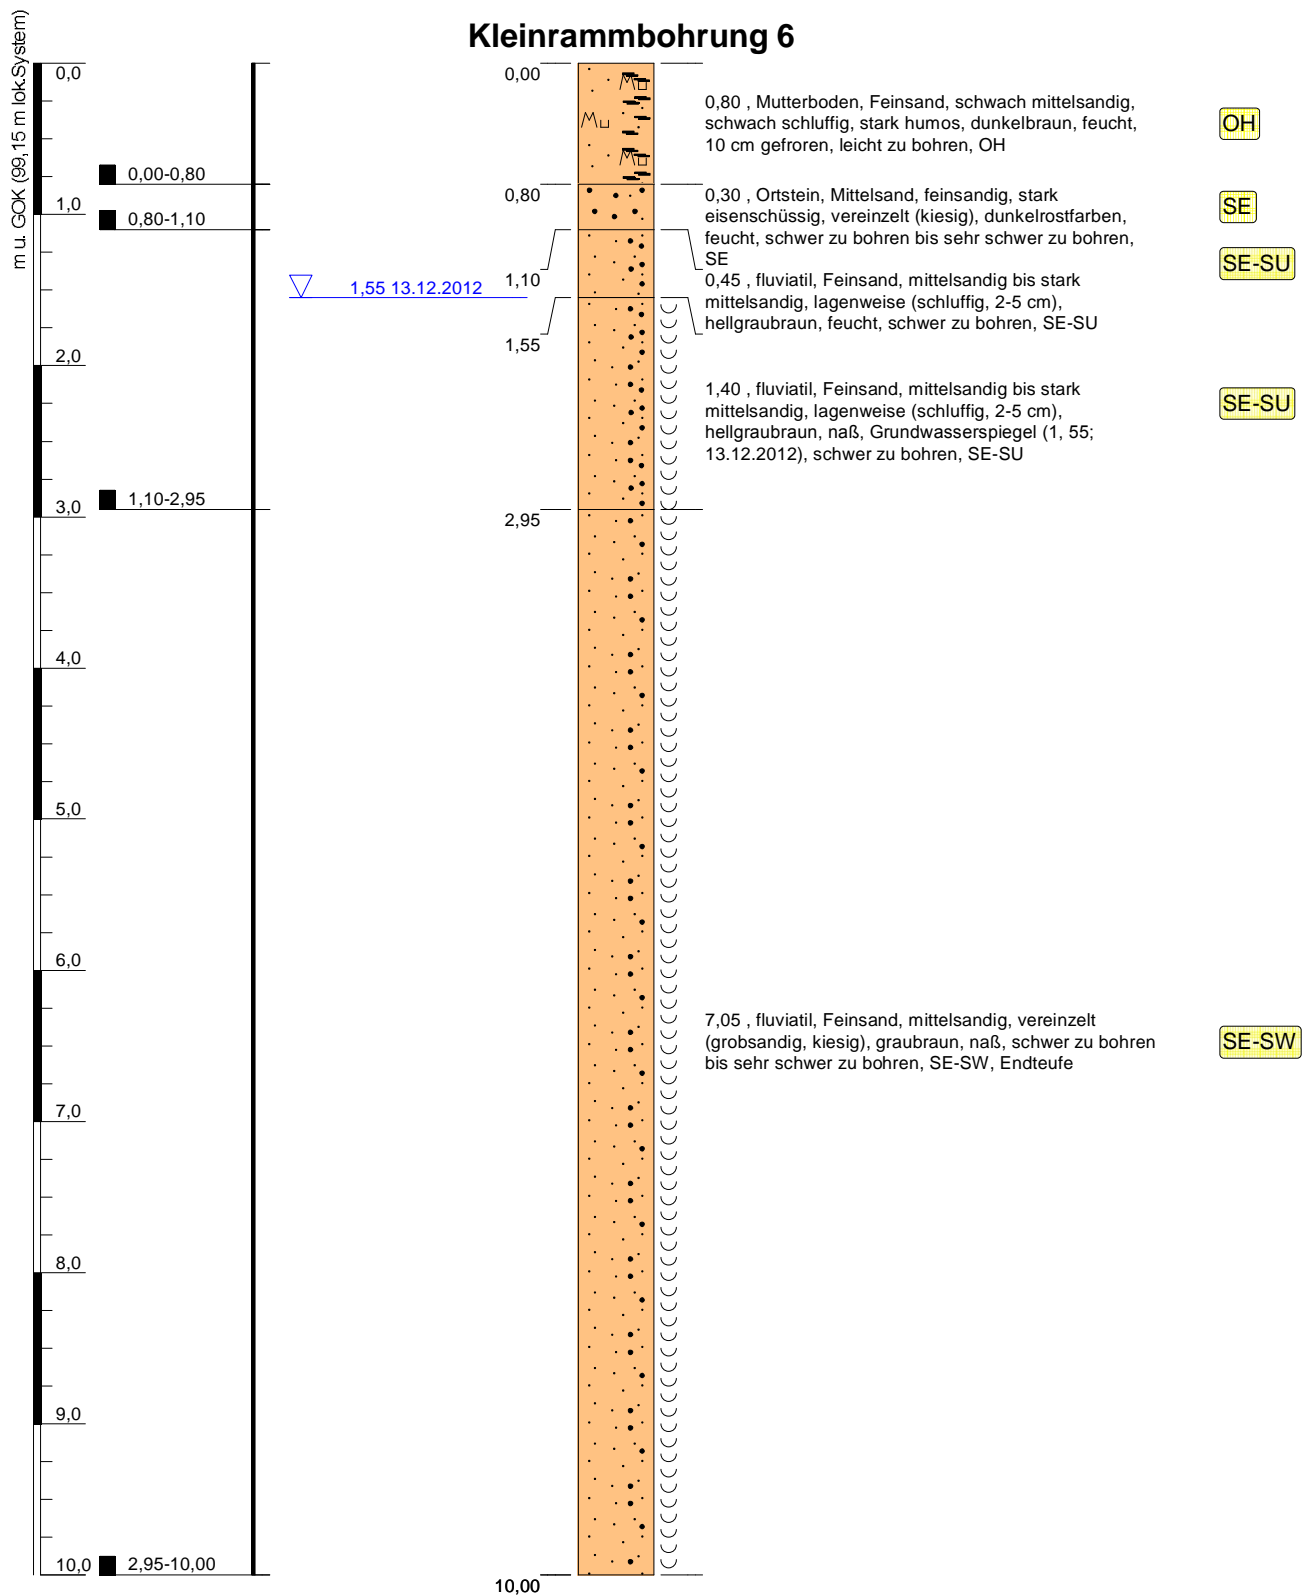 Kleinrammbohrung 6
m u. GOK (99,15 m lok.System)
0,0
1,0
2,0
3,0
4,0
5,0
6,0
7,0
8,0
9,0
10,0
0,00-0,80
0,80-1,10
1,10-2,95
2,95-10,00
1,55 13.12.2012
0,00
0,80
1,10
1,55
2,95
10,00
0,80 , Mutterboden, Feinsand, schwach mittelsandig,
schwach schluffig, stark humos, dunkelbraun, feucht,
10 cm gefroren, leicht zu bohren, OH
OH
0,30 , Ortstein, Mittelsand, feinsandig, stark
eisenschüssig, vereinzelt (kiesig), dunkelrostfarben,
feucht, schwer zu bohren bis sehr schwer zu bohren,
SE
SE
0,45 , fluviatil, Feinsand, mittelsandig bis stark
mittelsandig, lagenweise (schluffig, 2-5 cm),
hellgraubraun, feucht, schwer zu bohren, SE-SU
SE-SU
1,40 , fluviatil, Feinsand, mittelsandig bis stark
mittelsandig, lagenweise (schluffig, 2-5 cm),
hellgraubraun, naß, Grundwasserspiegel (1, 55;
13.12.2012), schwer zu bohren, SE-SU
SE-SU
7,05 , fluviatil, Feinsand, mittelsandig, vereinzelt
(grobsandig, kiesig), graubraun, naß, schwer zu bohren
bis sehr schwer zu bohren, SE-SW, Endteufe
SE-SW